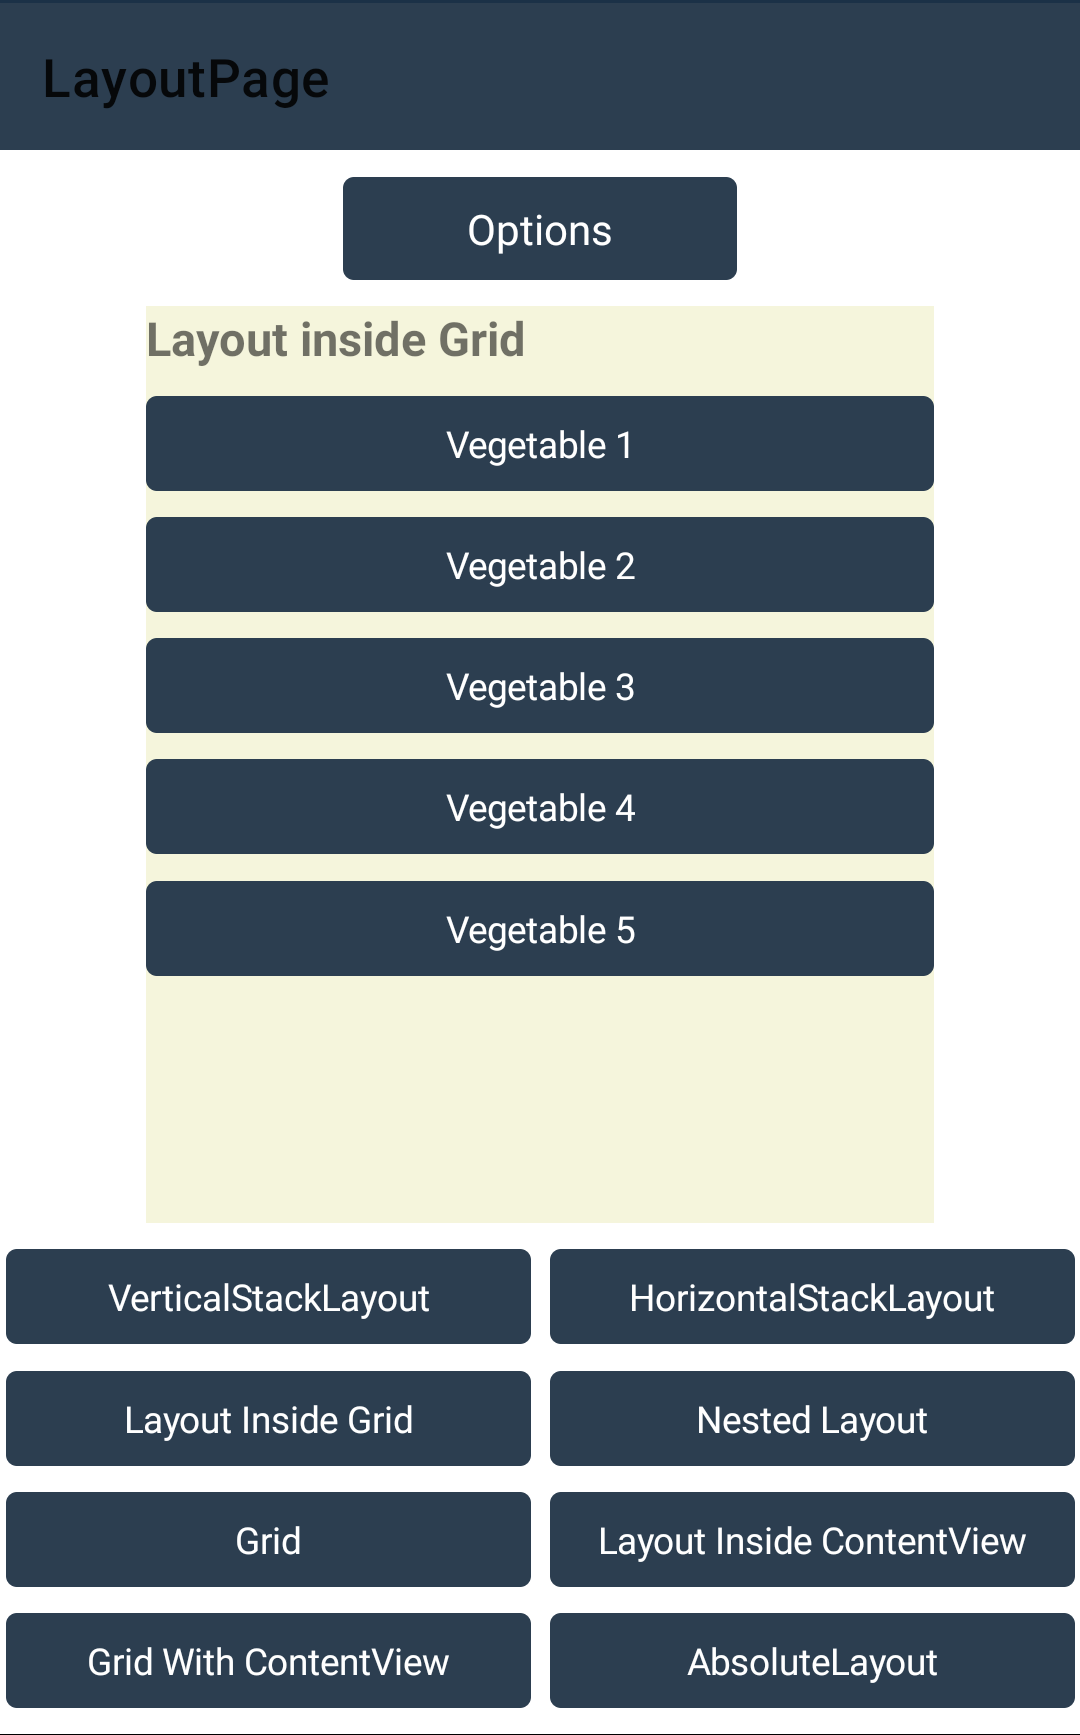 LayoutPage
Options
Layout inside Grid
Vegetable 1
Vegetable 2
Vegetable 3
Vegetable 4
Vegetable 5
VerticalStackLayout
HorizontalStackLayout
Layout Inside Grid
Nested Layout
Grid
Layout Inside ContentView
Grid With ContentView
AbsoluteLayout